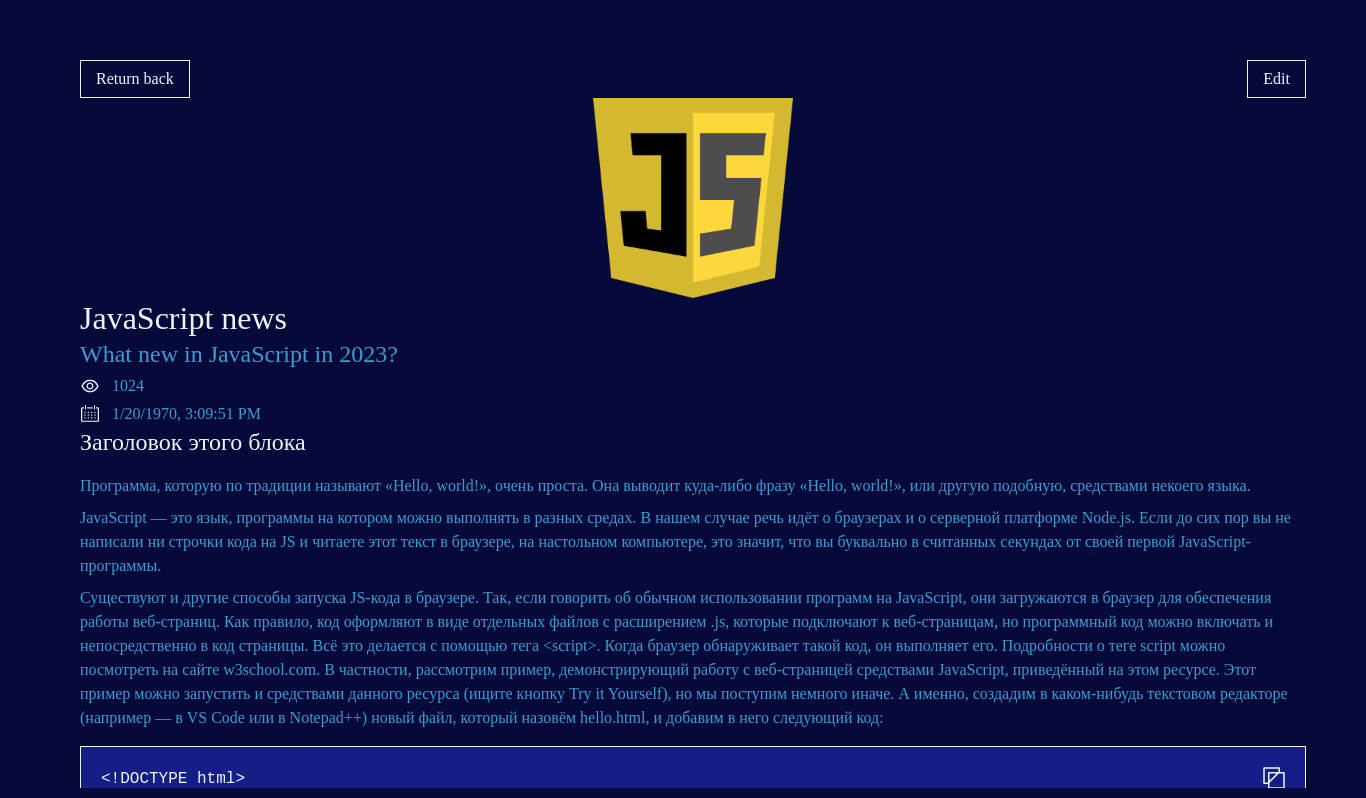 Return back
Edit
JS
JavaScript news
What new in JavaScript in 2023?
1024
1/20/1970, 3:09:51 PM
Заголовок этого блока
Программа, которую по традиции называют «Hello, world!», очень проста. Она выводит куда-либо фразу «Hello, world!», или другую подобную, средствами некоего языка.
JavaScript — это язык, программы на котором можно выполнять в разных средах. В нашем случае речь идёт о браузерах и о серверной платформе Node.js. Если до сих пор вы не
написали ни строчки кода на JS и читаете этот текст в браузере, на настольном компьютере, это значит, что вы буквально в считанных секундах от своей первой JavaScript-
программы.
Существуют и другие способы запуска JS-кода в браузере. Так, если говорить об обычном использовании программ на JavaScript, они загружаются в браузер для обеспечения
работы веб-страниц. Как правило, код оформляют в виде отдельных файлов с расширением .js, которые подключают к веб-страницам, но программный код можно включать и
непосредственно в код страницы. Всё это делается с помощью тега <script>. Когда браузер обнаруживает такой код, он выполняет его. Подробности о теге script можно
посмотреть на сайте w3school.com. В частности, рассмотрим пример, демонстрирующий работу с веб-страницей средствами JavaScript, приведённый на этом ресурсе. Этот
пример можно запустить и средствами данного ресурса (ищите кнопку Try it Yourself), но мы поступим немного иначе. А именно, создадим в каком-нибудь текстовом редакторе
(например — в VS Code или в Notepad++) новый файл, который назовём hello.html, и добавим в него следующий код:
<!DOCTYPE html>